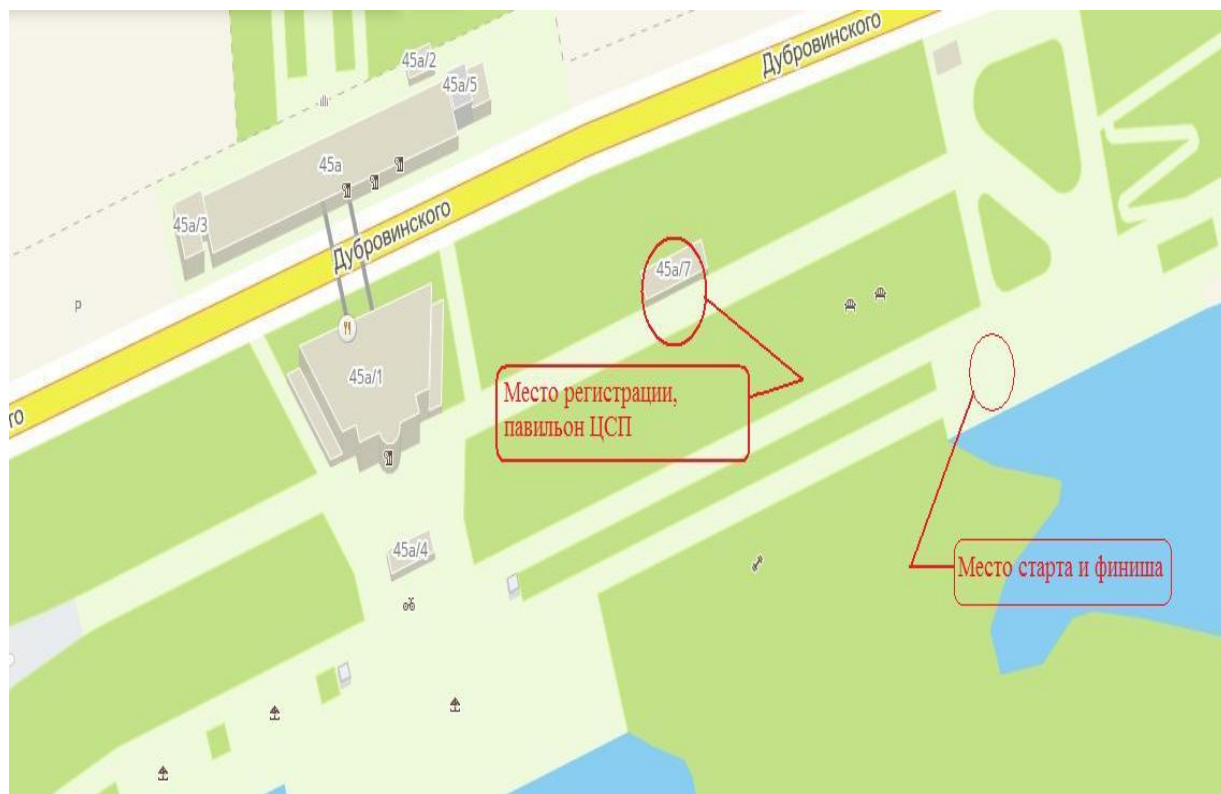 Дубровинского
45а/2
45а/5
45а
45а/3
Дубровинского
45а/7
Р
45а/1
Место регистрации,
павильон ЦСП
го
45а/4
Место старта и финиша